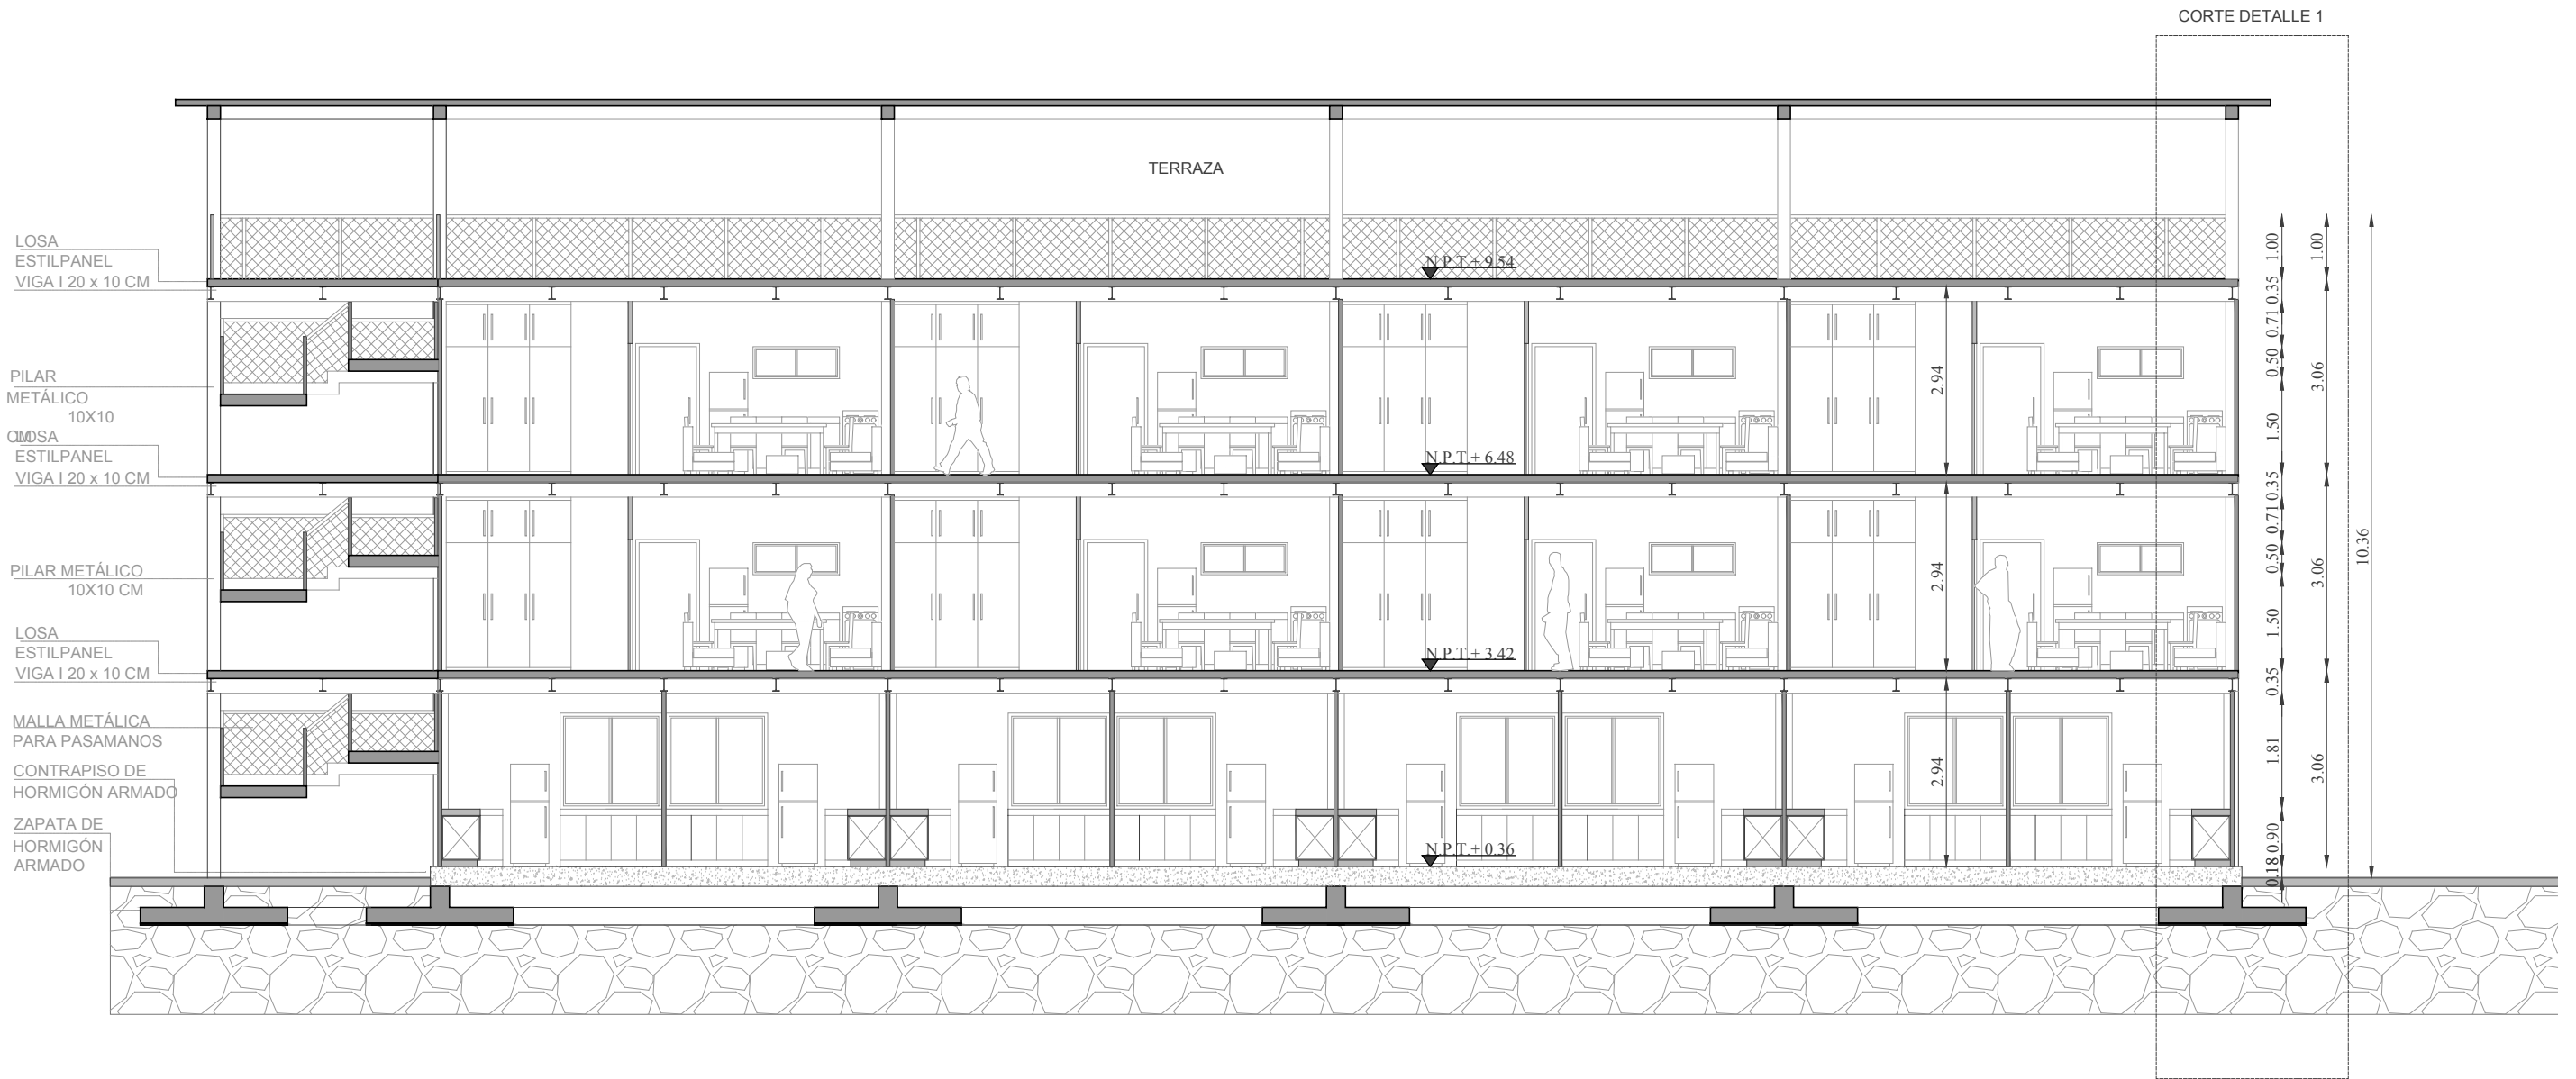 CORTE DETALLE 1
TERRAZA
LOSA
ESTILPANEL
VIGA I 20 x 10 CM
PILAR
METÁLICO
10X10
CM
LOSA
ESTILPANEL
VIGA I 20 x 10 CM
PILAR METÁLICO
10X10 CM
LOSA
ESTILPANEL
VIGA I 20 x 10 CM
MALLA METÁLICA
PARA PASAMANOS
CONTRAPISO DE
HORMIGÓN ARMADO
ZAPATA DE
HORMIGÓN
ARMADO
N.P.T.+ 9.54
N.P.T.+ 6.48
N.P.T.+ 3.42
N.P.T.+ 0.36
2.94
2.94
2.94
1.00
0.35
0.71
0.50
1.50
0.35
0.71
0.50
1.50
0.35
1.81
0.90
0.18
1.00
3.06
3.06
3.06
10.36